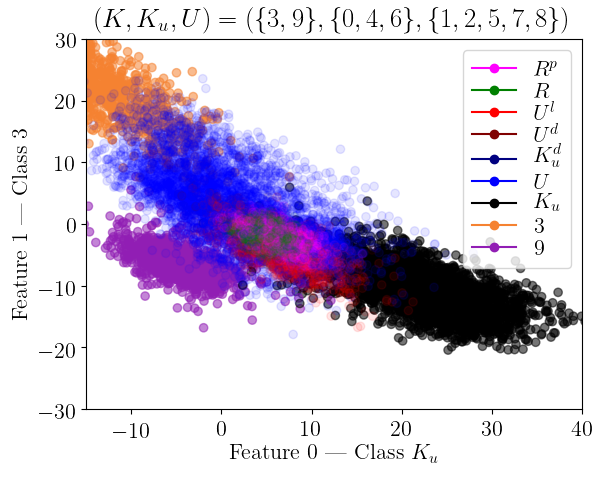 (K, K_u, U) = ({3, 9}, {0, 4, 6}, {1, 2, 5, 7, 8})
30
20
10
0
−10
−20
−30
Feature 1 — Class 3
R^p
R
U^l
U^d
K_u^d
U
K_u
3
9
−10
0
10
20
30
40
Feature 0 — Class K_u